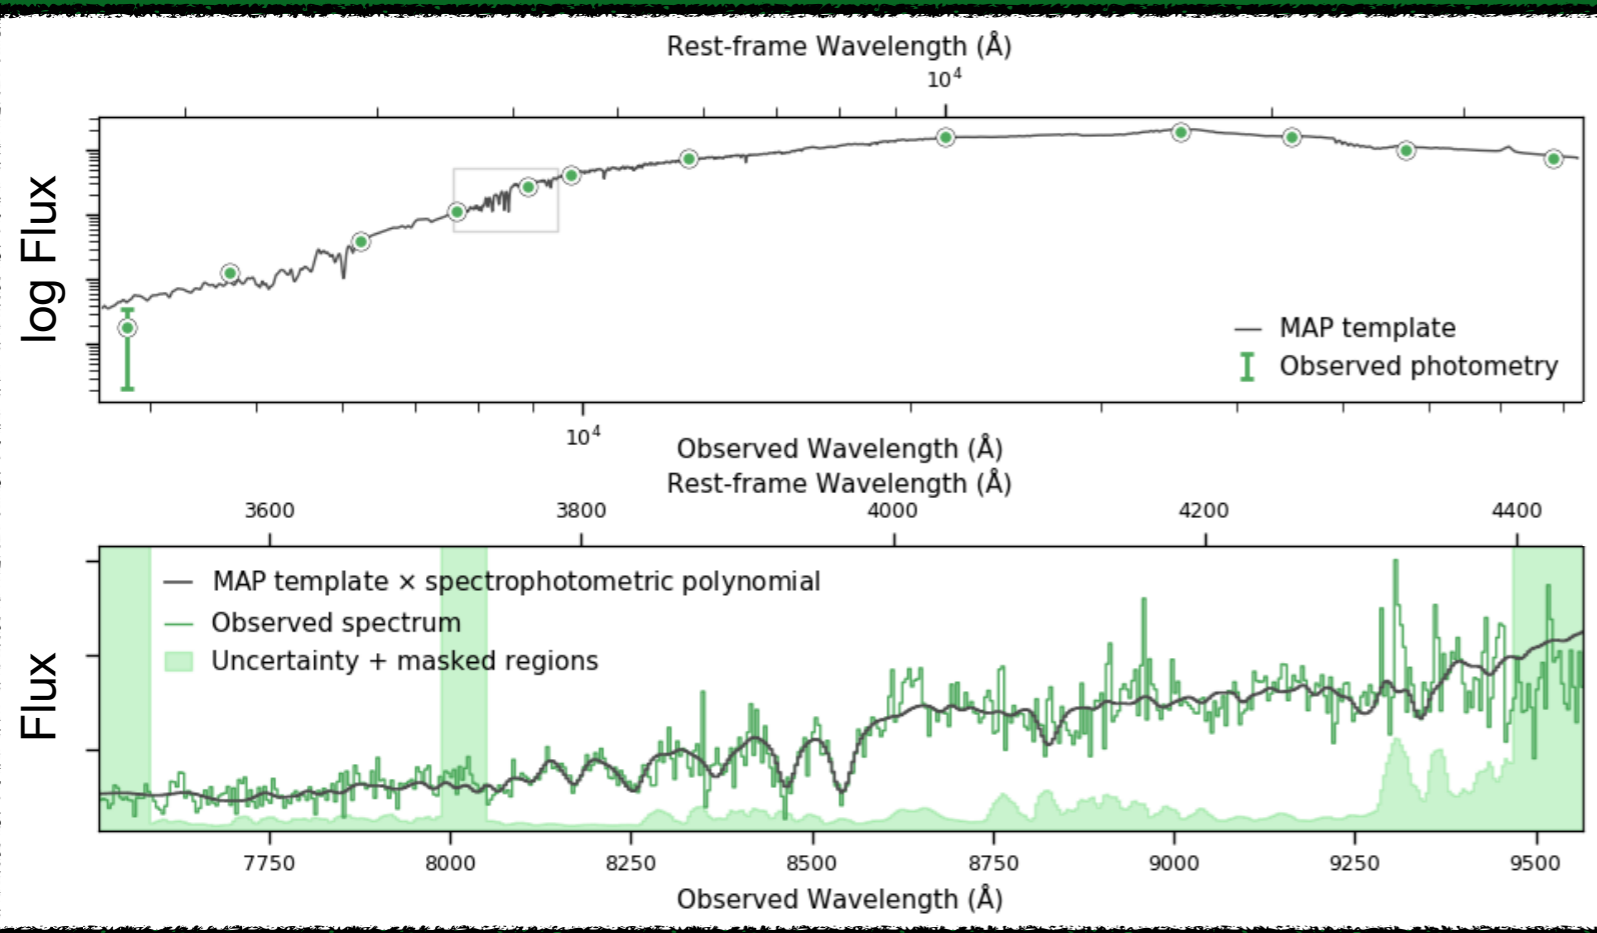 Rest-frame Wavelength (Å)
10⁴
log Flux
MAP template
Observed photometry
10⁴
Observed Wavelength (Å)
Rest-frame Wavelength (Å)
3600 3800 4000 4200 4400
MAP template × spectrophotometric polynomial
Observed spectrum
Uncertainty + masked regions
Flux
7750 8000 8250 8500 8750 9000 9250 9500
Observed Wavelength (Å)